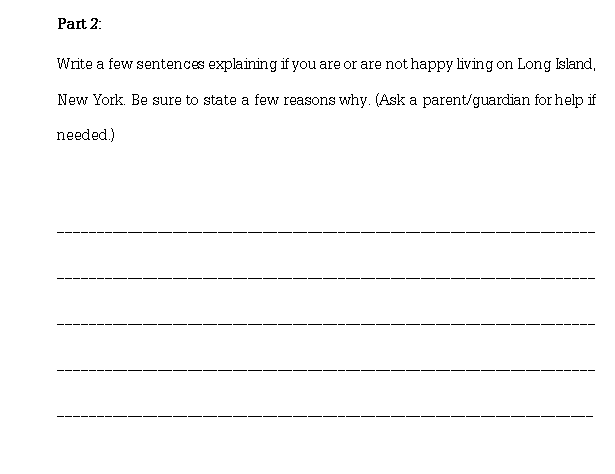 Part 2:
Write a few sentences explaining if you are or are not happy living on Long Island,
New York. Be sure to state a few reasons why. (Ask a parent/guardian for help if
needed.)